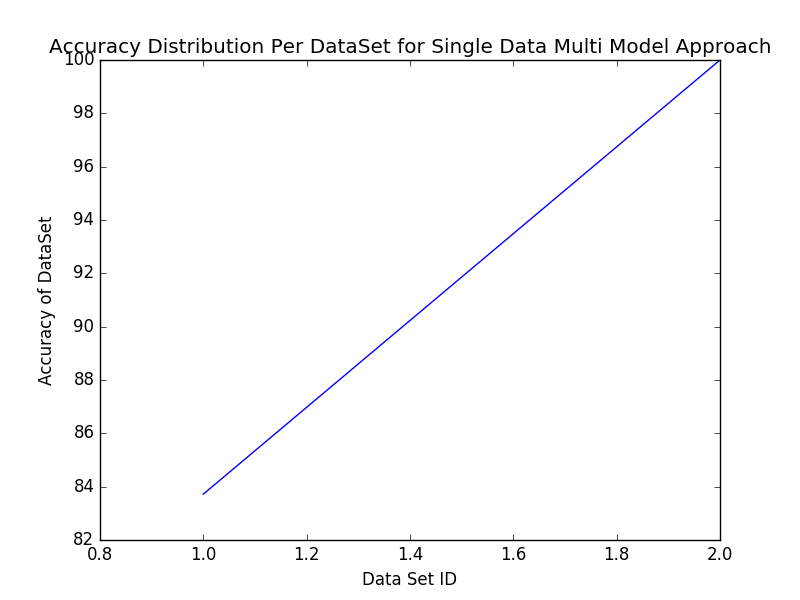 Accuracy Distribution Per DataSet for Single Data Multi Model Approach
100
98
96
94
92
90
88
86
84
82
Accuracy of DataSet
0.8 1.0 1.2 1.4 1.6 1.8 2.0
Data Set ID